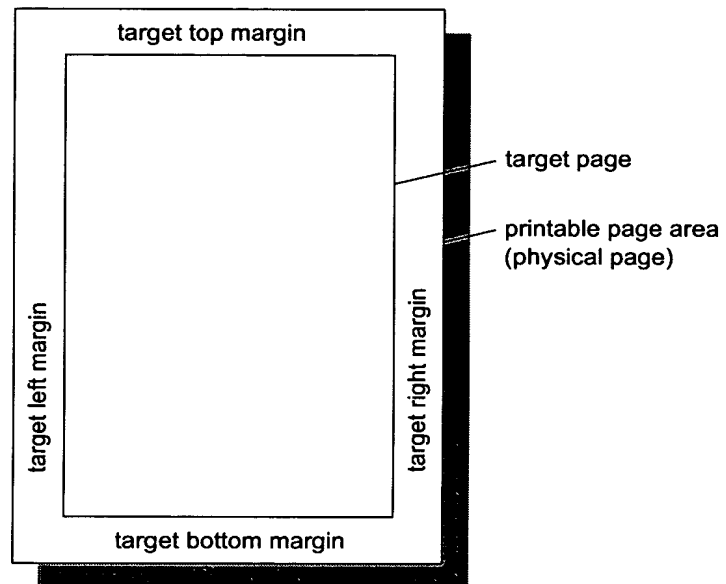 target top margin
target page
printable page area
(physical page)
target left margin
target right margin
target bottom margin